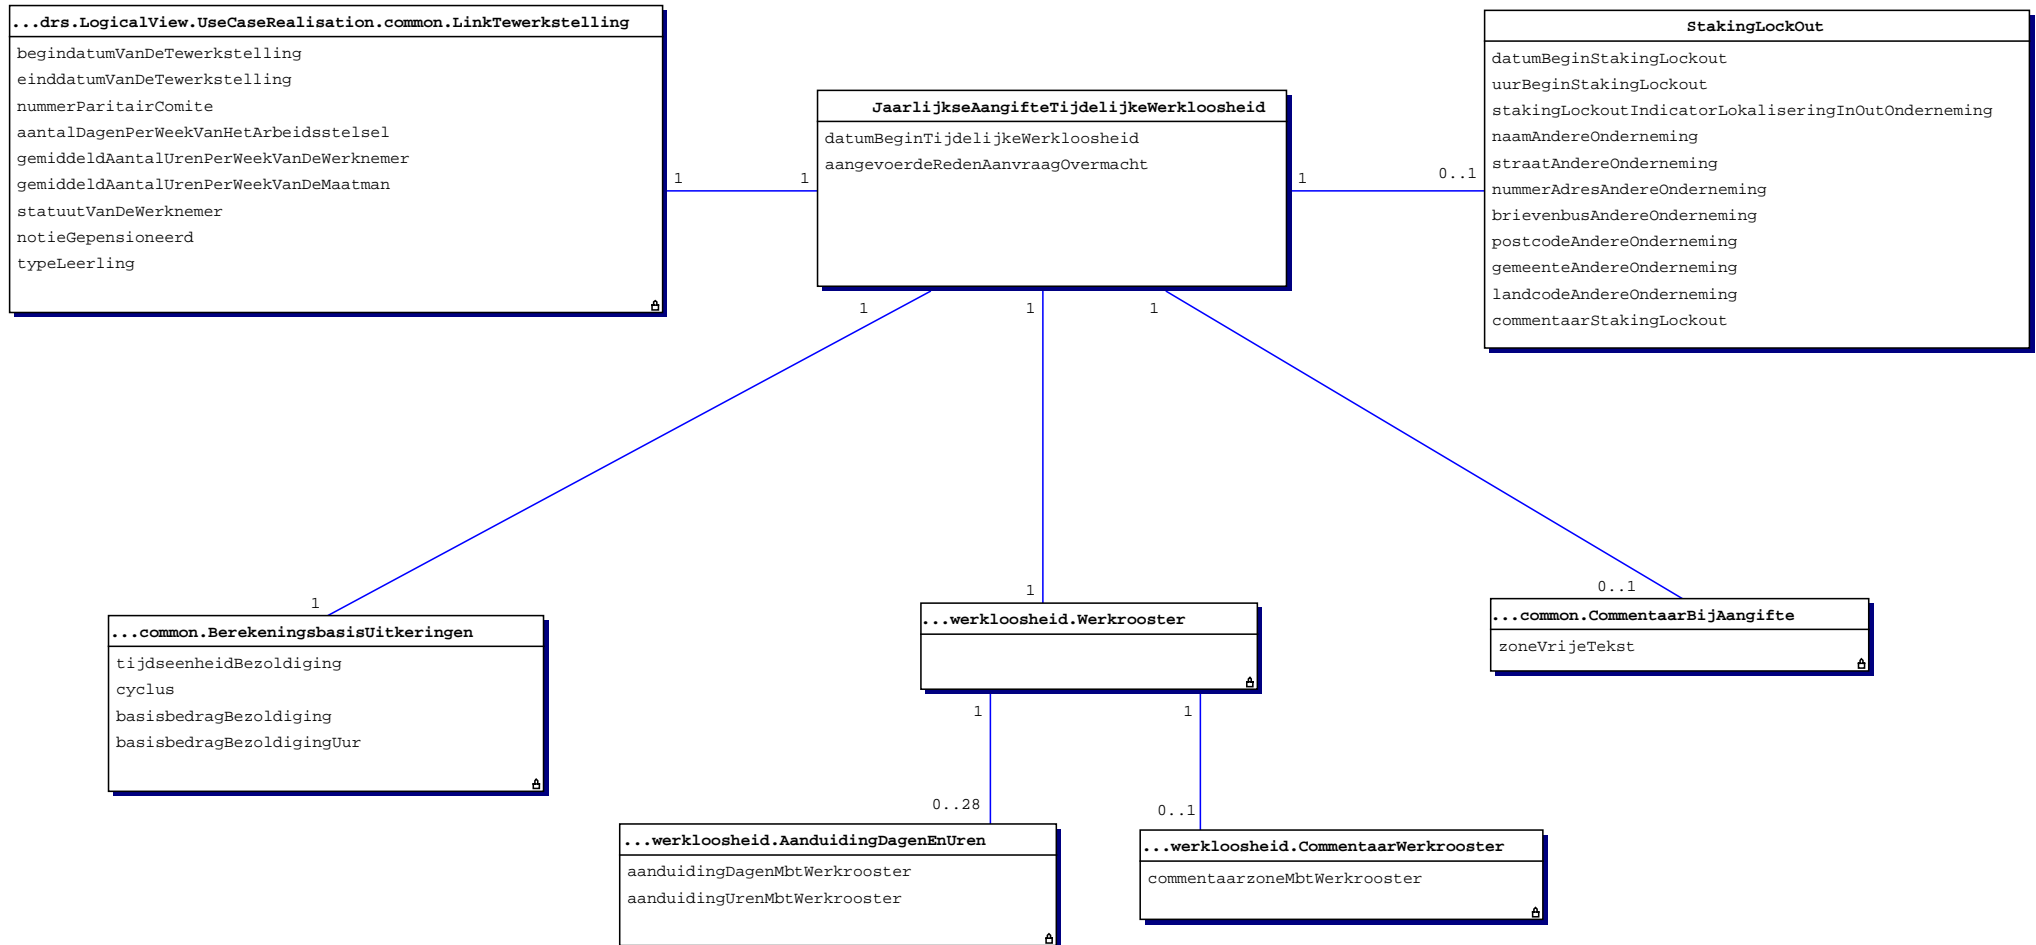 ...drs.LogicalView.UseCaseRealisation.common.LinkTewerkstelling
begindatumVanDeTewerkstelling
einddatumVanDeTewerkstelling
nummerParitairComite
aantalDagenPerWeekVanHetArbeidsstelsel
gemiddeldAantalUrenPerWeekVanDeWerknemer
gemiddeldAantalUrenPerWeekVanDeMaatman
statuutVanDeWerknemer
notieGepensioneerd
typeLeerling
1
1
JaarlijkseAangifteTijdelijkeWerkloosheid
datumBeginTijdelijkeWerkloosheid
aangevoerdeRedenAanvraagOvermacht
1
0..1
StakingLockOut
datumBeginStakingLockout
uurBeginStakingLockout
stakingLockoutIndicatorLokaliseringInOutOnderneming
naamAndereOnderneming
straatAndereOnderneming
nummerAdresAndereOnderneming
brievenbusAndereOnderneming
postcodeAndereOnderneming
gemeenteAndereOnderneming
landcodeAndereOnderneming
commentaarStakingLockout
1
1
1
1
...common.BerekeningsbasisUitkeringen
tijdseenheidBezoldiging
cyclus
basisbedragBezoldiging
basisbedragBezoldigingUur
1
...werkloosheid.Werkrooster
0..1
...common.CommentaarBijAangifte
zoneVrijeTekst
1
1
0..28
...werkloosheid.AanduidingDagenEnUren
aanduidingDagenMbtWerkrooster
aanduidingUrenMbtWerkrooster
0..1
...werkloosheid.CommentaarWerkrooster
commentaarzoneMbtWerkrooster